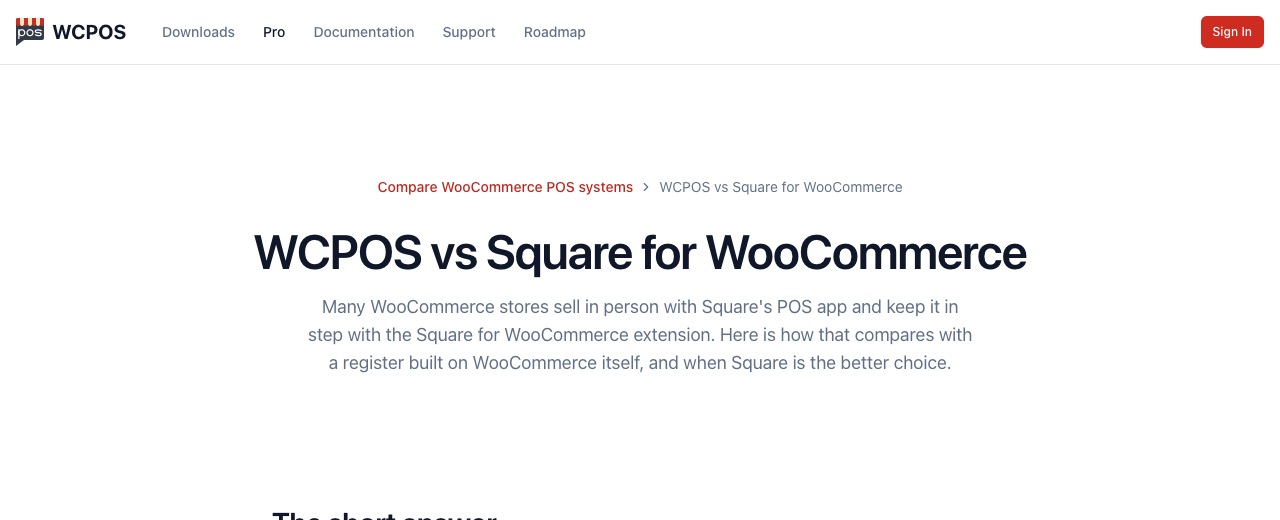 pos WCPOS Downloads Pro Documentation Support Roadmap Sign In
Compare WooCommerce POS systems > WCPOS vs Square for WooCommerce
WCPOS vs Square for WooCommerce
Many WooCommerce stores sell in person with Square's POS app and keep it in
step with the Square for WooCommerce extension. Here is how that compares with
a register built on WooCommerce itself, and when Square is the better choice.
The short answer